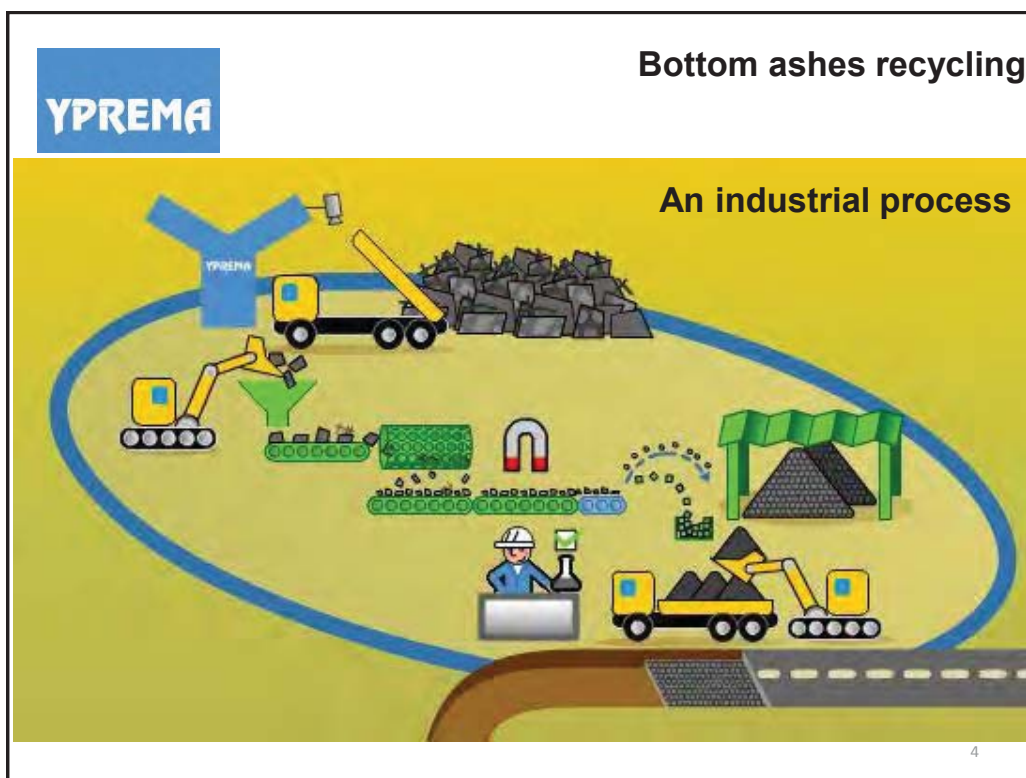 Bottom ashes recycling
YPREMA
An industrial process
YPREMA
4